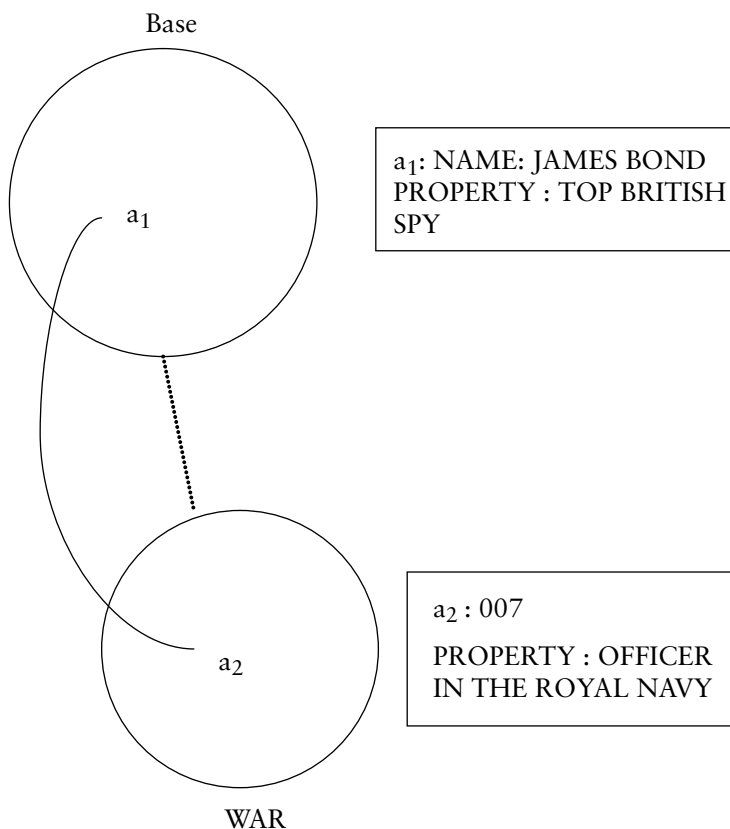 Base
a1: NAME: JAMES BOND
PROPERTY : TOP BRITISH
SPY
a1
a2 : 007
PROPERTY : OFFICER
IN THE ROYAL NAVY
a2
WAR